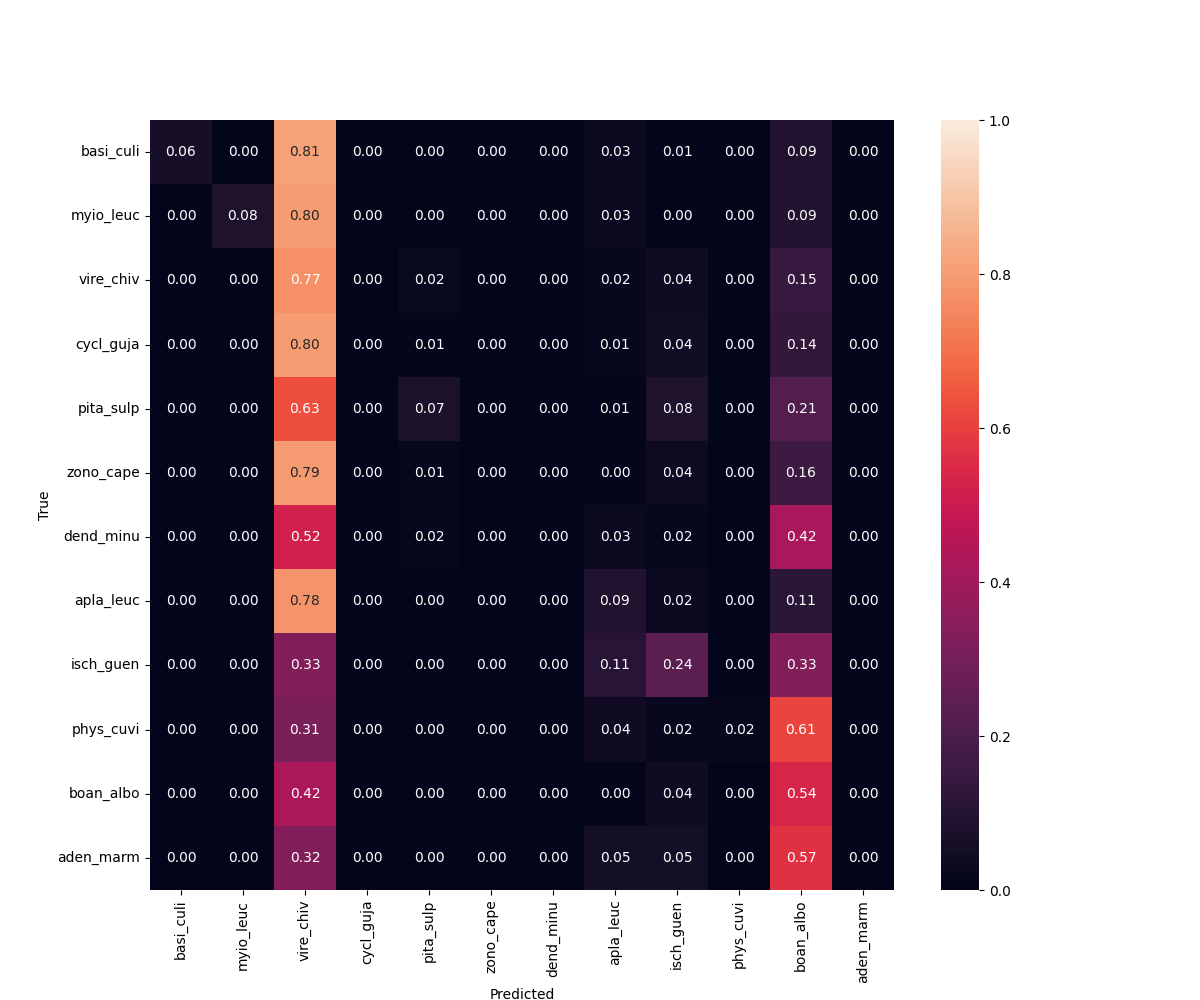 basi_culi 0.06 0.00 0.81 0.00 0.00 0.00 0.00 0.03 0.01 0.00 0.09 0.00
myio_leuc 0.00 0.08 0.80 0.00 0.00 0.00 0.00 0.03 0.00 0.00 0.09 0.00
vire_chiv 0.00 0.00 0.77 0.00 0.02 0.00 0.00 0.02 0.04 0.00 0.15 0.00
cycl_guja 0.00 0.00 0.80 0.00 0.01 0.00 0.00 0.01 0.04 0.00 0.14 0.00
pita_sulp 0.00 0.00 0.63 0.00 0.07 0.00 0.00 0.01 0.08 0.00 0.21 0.00
zono_cape 0.00 0.00 0.79 0.00 0.01 0.00 0.00 0.00 0.04 0.00 0.16 0.00
dend_minu 0.00 0.00 0.52 0.00 0.02 0.00 0.00 0.03 0.02 0.00 0.42 0.00
apla_leuc 0.00 0.00 0.78 0.00 0.00 0.00 0.00 0.09 0.02 0.00 0.11 0.00
isch_guen 0.00 0.00 0.33 0.00 0.00 0.00 0.00 0.11 0.24 0.00 0.33 0.00
phys_cuvi 0.00 0.00 0.31 0.00 0.00 0.00 0.00 0.04 0.02 0.02 0.61 0.00
boan_albo 0.00 0.00 0.42 0.00 0.00 0.00 0.00 0.00 0.04 0.00 0.54 0.00
aden_marm 0.00 0.00 0.32 0.00 0.00 0.00 0.00 0.05 0.05 0.00 0.57 0.00
True
basi_culi
myio_leuc
vire_chiv
cycl_guja
pita_sulp
zono_cape
dend_minu
apla_leuc
isch_guen
phys_cuvi
boan_albo
aden_marm
Predicted
1.0
0.8
0.6
0.4
0.2
0.0